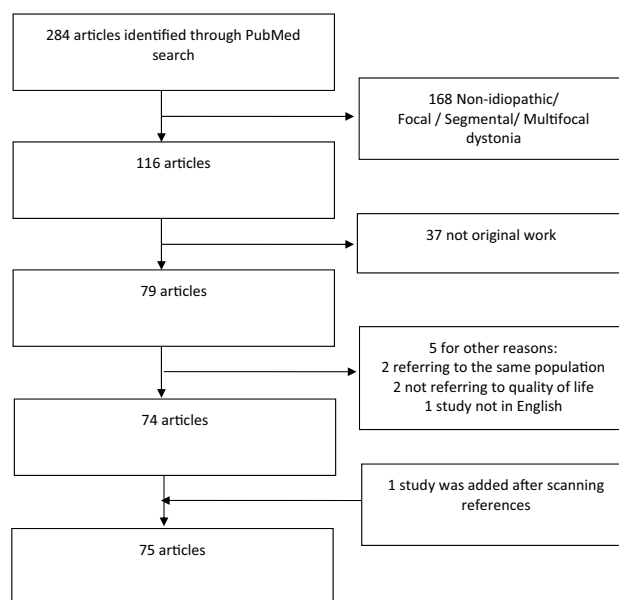 284 articles identified through PubMed
search
168 Non-idiopathic/
Focal / Segmental/ Multifocal
dystonia
116 articles
37 not original work
79 articles
5 for other reasons:
2 referring to the same population
2 not referring to quality of life
1 study not in English
74 articles
1 study was added after scanning
references
75 articles